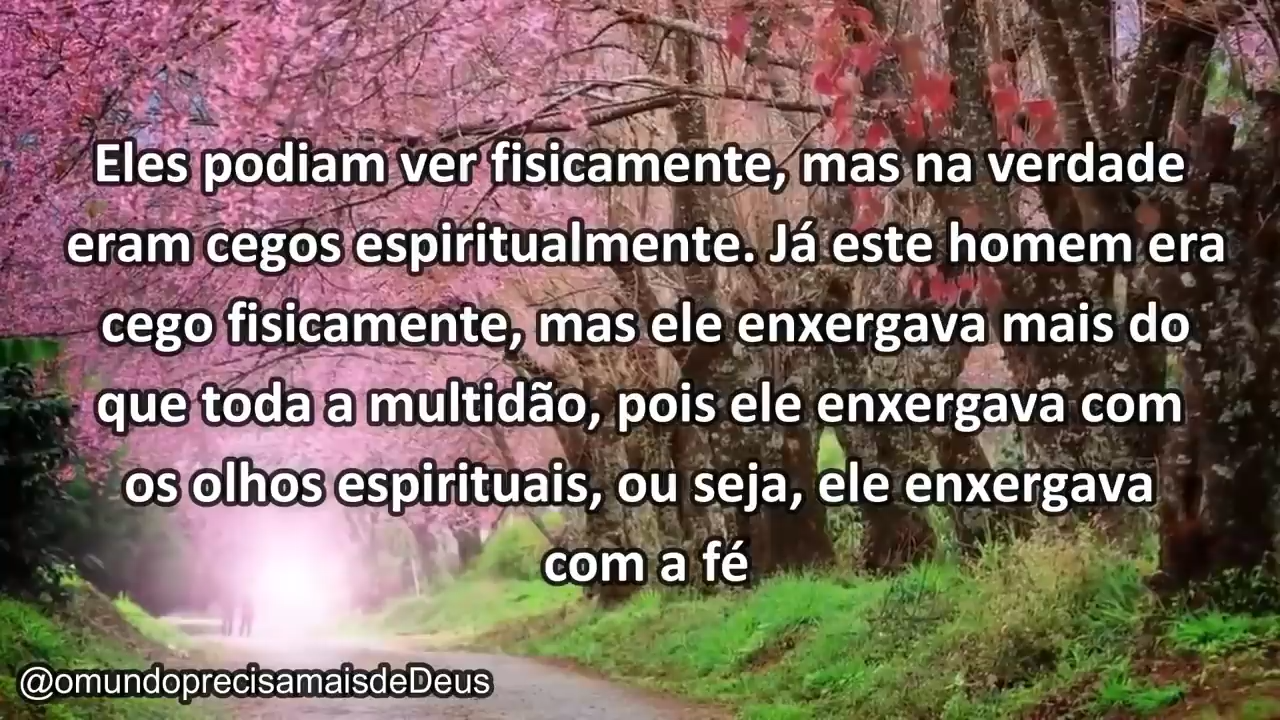 Eles podiam ver fisicamente, mas na verdade
eram cegos espiritualmente. Já este homem era
cego fisicamente, mas ele enxergava mais do
que toda a multidão, pois ele enxergava com
os olhos espirituais, ou seja, ele enxergava
com a fé
@omundoprecisamaisdeDeus